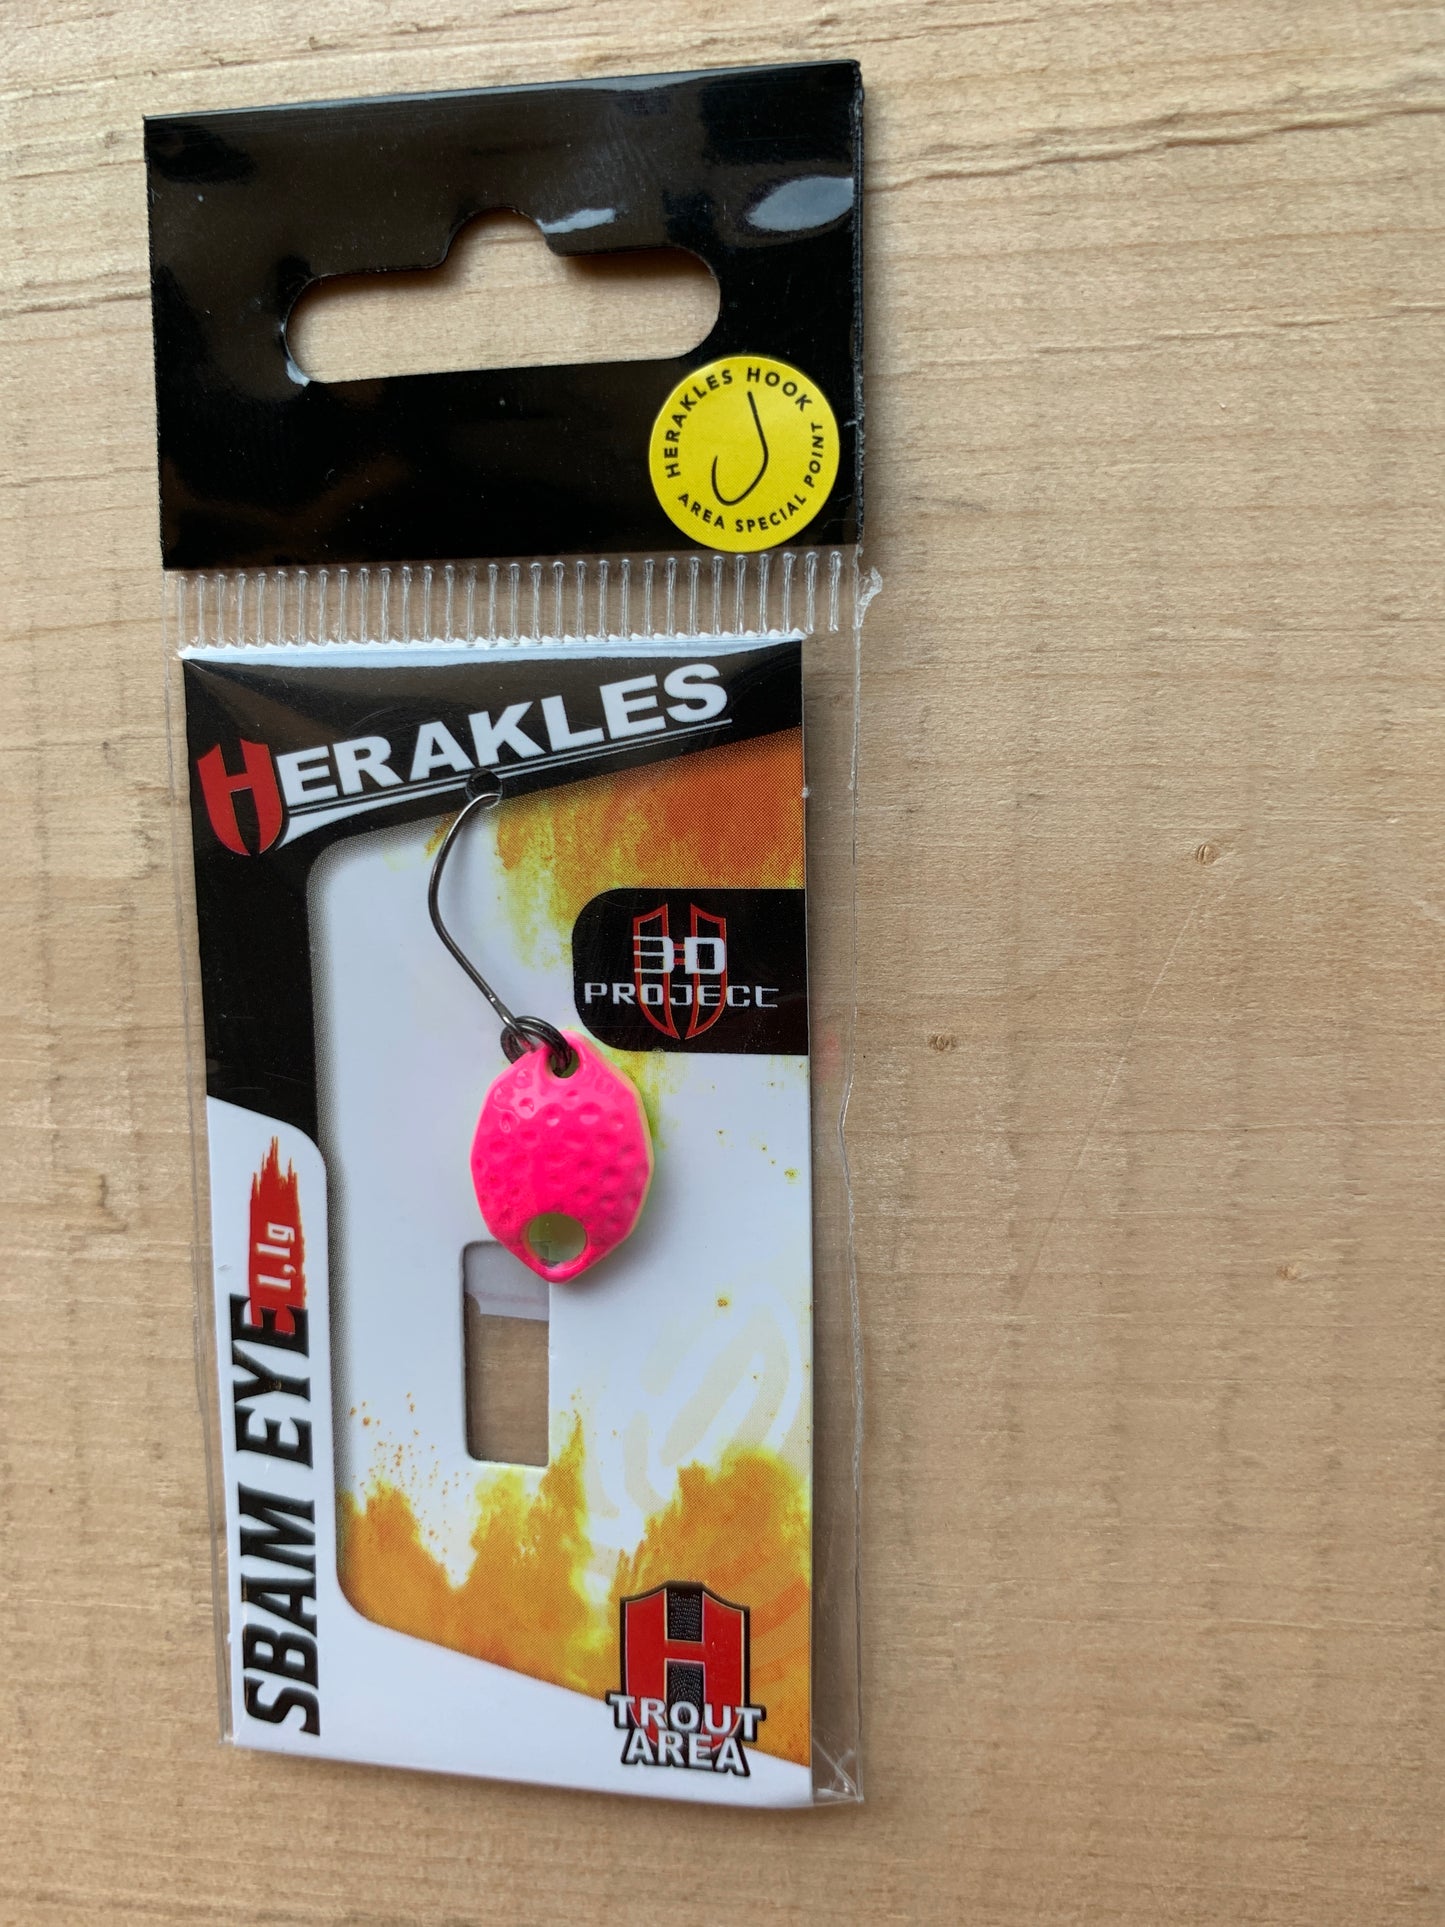 HERAKLES HOOK
AREA SPECIAL POINT
HERAKLES
3D
PROJECT
SBAM EYE 1,1g
TROUT
AREA